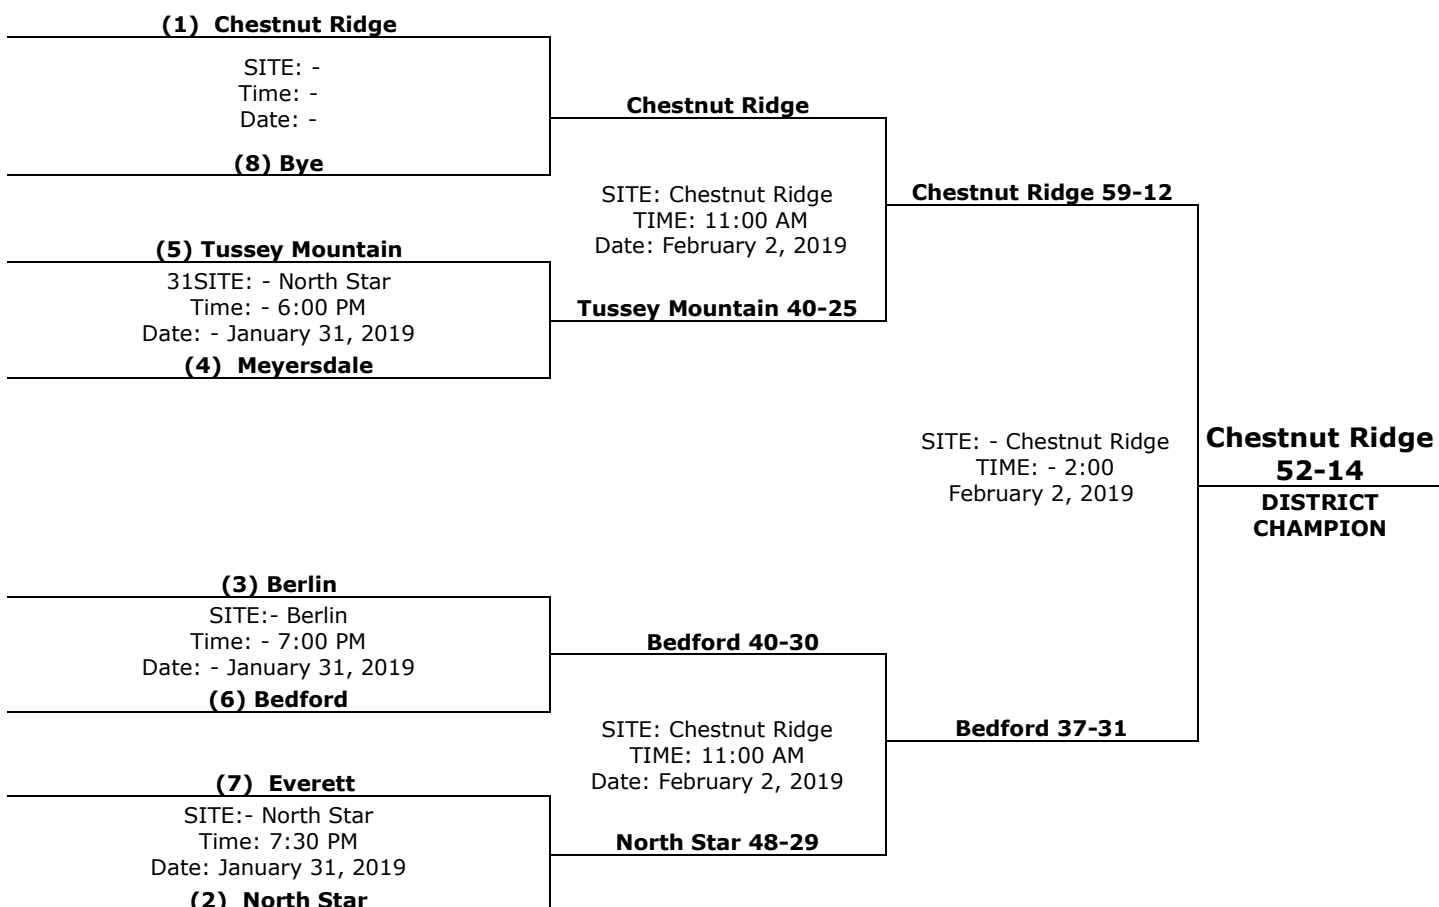 (1)  Chestnut Ridge
SITE: -
Time: -
Date: -
(8) Bye
(5) Tussey Mountain
31SITE: - North Star
Time: - 6:00 PM
Date: - January 31, 2019
(4)  Meyersdale
Chestnut Ridge
SITE: Chestnut Ridge
TIME: 11:00 AM
Date: February 2, 2019
Tussey Mountain 40-25
Chestnut Ridge 59-12
SITE: - Chestnut Ridge
TIME: - 2:00
February 2, 2019
Chestnut Ridge
52-14
DISTRICT
CHAMPION
(3) Berlin
SITE:- Berlin
Time: - 7:00 PM
Date: - January 31, 2019
(6) Bedford
(7)  Everett
SITE:- North Star
Time: 7:30 PM
Date: January 31, 2019
(2)  North Star
Bedford 40-30
SITE: Chestnut Ridge
TIME: 11:00 AM
Date: February 2, 2019
North Star 48-29
Bedford 37-31